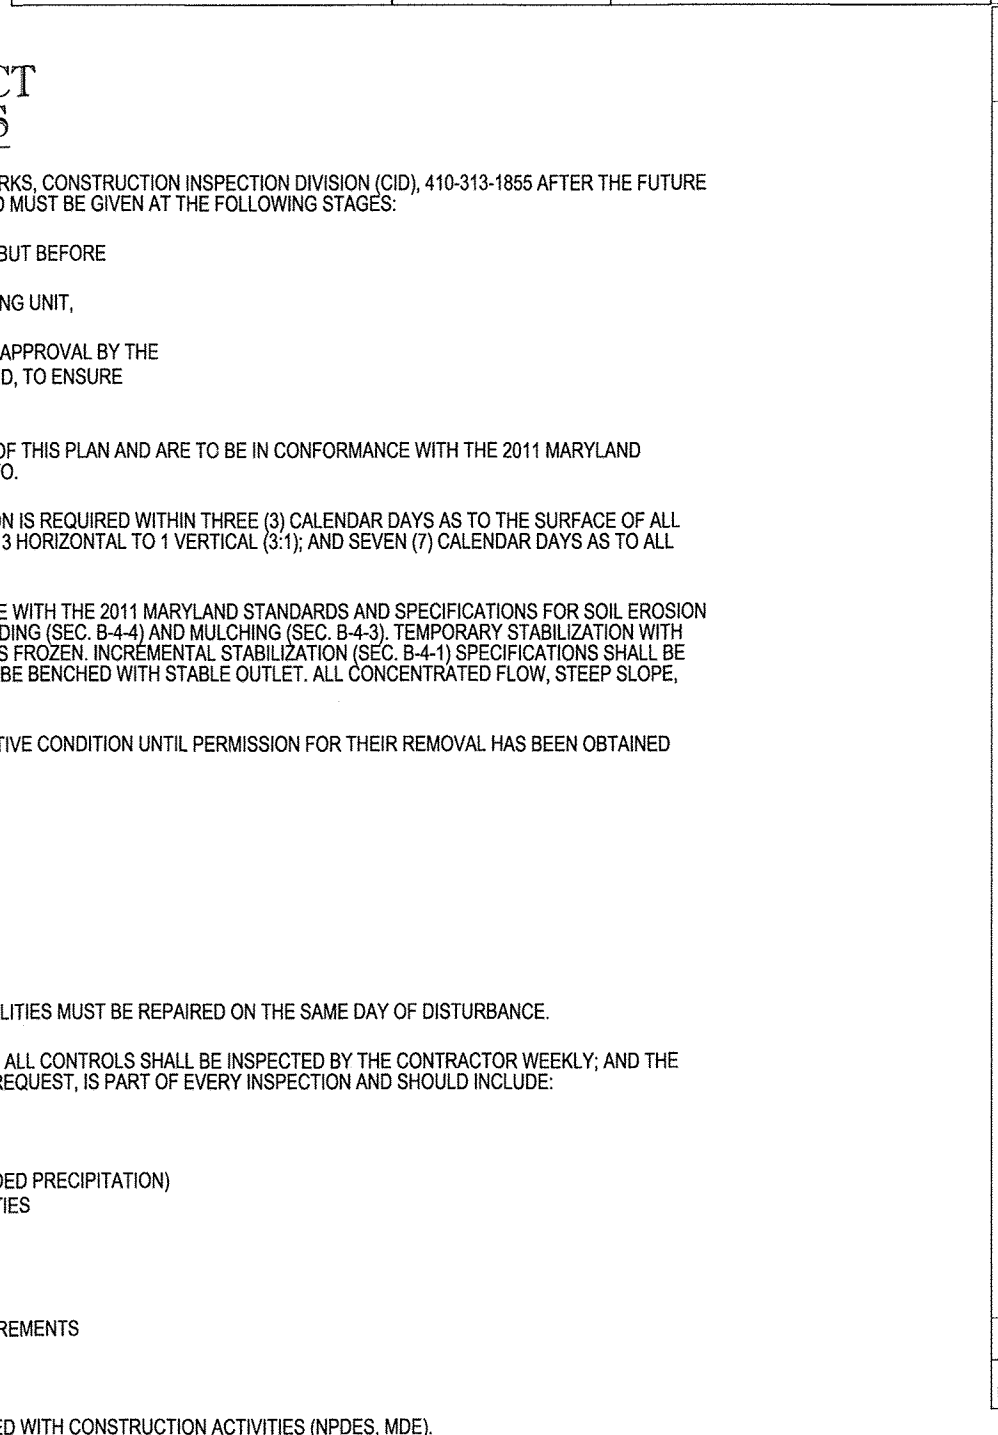 CT
S
RKS, CONSTRUCTION INSPECTION DIVISION (CID), 410-313-1855 AFTER THE FUTURE
D MUST BE GIVEN AT THE FOLLOWING STAGES:
BUT BEFORE
NG UNIT,
APPROVAL BY THE
D, TO ENSURE
OF THIS PLAN AND ARE TO BE IN CONFORMANCE WITH THE 2011 MARYLAND
TO.
ON IS REQUIRED WITHIN THREE (3) CALENDAR DAYS AS TO THE SURFACE OF ALL
3 HORIZONTAL TO 1 VERTICAL (3:1); AND SEVEN (7) CALENDAR DAYS AS TO ALL
E WITH THE 2011 MARYLAND STANDARDS AND SPECIFICATIONS FOR SOIL EROSION
DING (SEC. B-4-4) AND MULCHING (SEC. B-4-3). TEMPORARY STABILIZATION WITH
S FROZEN. INCREMENTAL STABILIZATION (SEC. B-4-1) SPECIFICATIONS SHALL BE
BE BENCHED WITH STABLE OUTLET. ALL CONCENTRATED FLOW, STEEP SLOPE,
TIVE CONDITION UNTIL PERMISSION FOR THEIR REMOVAL HAS BEEN OBTAINED
LITIES MUST BE REPAIRED ON THE SAME DAY OF DISTURBANCE.
ALL CONTROLS SHALL BE INSPECTED BY THE CONTRACTOR WEEKLY; AND THE
REQUEST, IS PART OF EVERY INSPECTION AND SHOULD INCLUDE:
DED PRECIPITATION)
TIES
REMENTS
ED WITH CONSTRUCTION ACTIVITIES (NPDES, MDE).